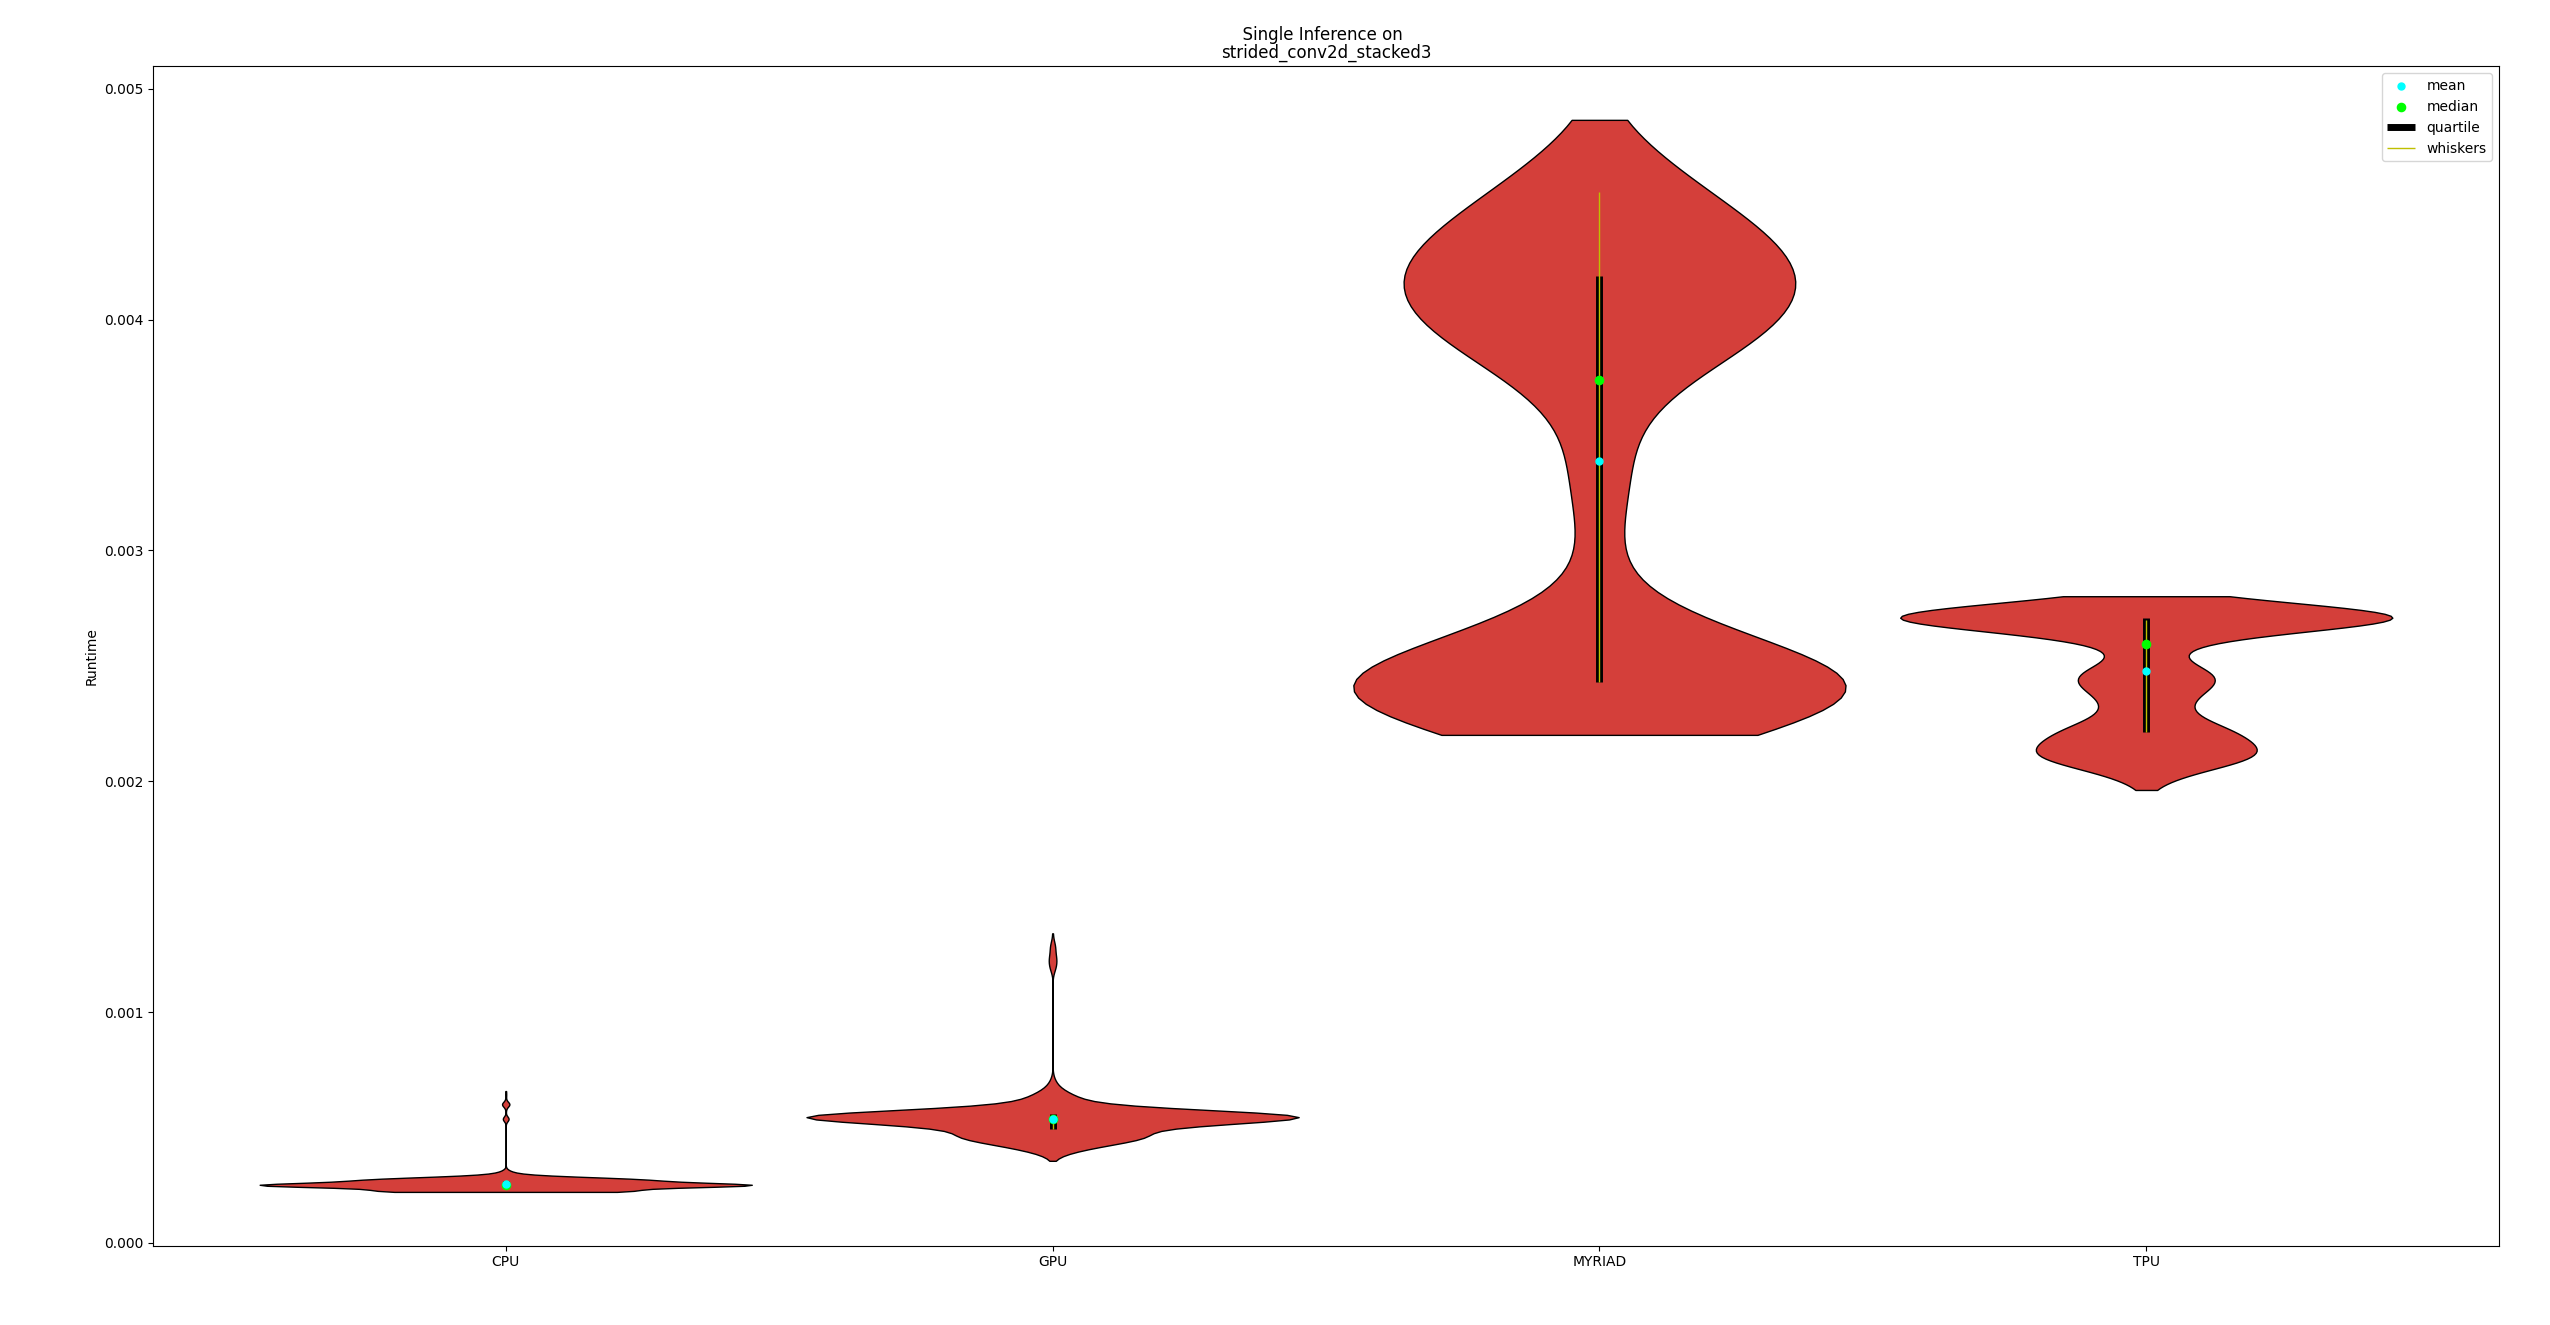 Single Inference on
strided_conv2d_stacked3
mean
median
quartile
whiskers
0.005
0.004
0.003
0.002
0.001
0.000
Runtime
CPU
GPU
MYRIAD
TPU